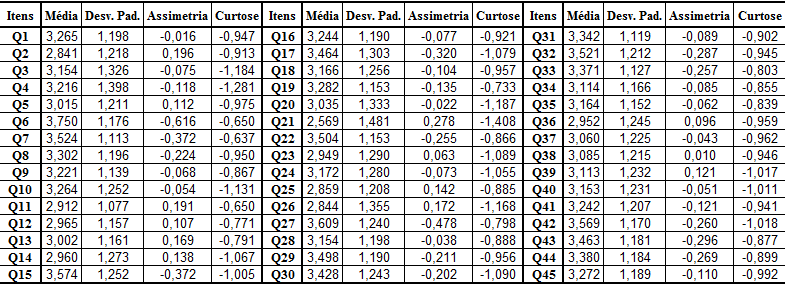 Itens Média Desv. Pad. Assimetria Curtose Itens Média Desv. Pad. Assimetria Curtose Itens Média Desv. Pad. Assimetria Curtose
Q1 3,265 1,198 -0,016 -0,947 Q16 3,244 1,190 -0,077 -0,921 Q31 3,342 1,119 -0,089 -0,902
Q2 2,841 1,218 0,196 -0,913 Q17 3,464 1,303 -0,320 -1,079 Q32 3,521 1,212 -0,287 -0,945
Q3 3,154 1,326 -0,075 -1,184 Q18 3,166 1,256 -0,104 -0,957 Q33 3,371 1,127 -0,257 -0,803
Q4 3,216 1,398 -0,118 -1,281 Q19 3,282 1,153 -0,135 -0,733 Q34 3,114 1,166 -0,085 -0,855
Q5 3,015 1,211 0,112 -0,975 Q20 3,035 1,333 -0,022 -1,187 Q35 3,164 1,152 -0,062 -0,839
Q6 3,750 1,176 -0,616 -0,650 Q21 2,569 1,481 0,278 -1,408 Q36 2,952 1,245 0,096 -0,959
Q7 3,524 1,113 -0,372 -0,637 Q22 3,504 1,153 -0,255 -0,866 Q37 3,060 1,225 -0,043 -0,962
Q8 3,302 1,196 -0,224 -0,950 Q23 2,949 1,290 0,063 -1,089 Q38 3,085 1,215 0,010 -0,946
Q9 3,221 1,139 -0,068 -0,867 Q24 3,172 1,280 -0,073 -1,055 Q39 3,113 1,232 0,121 -1,017
Q10 3,264 1,252 -0,054 -1,131 Q25 2,859 1,208 0,142 -0,885 Q40 3,153 1,231 -0,051 -1,011
Q11 2,912 1,077 0,191 -0,650 Q26 2,844 1,355 0,172 -1,168 Q41 3,242 1,207 -0,121 -0,941
Q12 2,965 1,157 0,107 -0,771 Q27 3,609 1,240 -0,478 -0,798 Q42 3,569 1,170 -0,260 -1,018
Q13 3,002 1,161 0,169 -0,791 Q28 3,154 1,198 -0,038 -0,888 Q43 3,463 1,181 -0,296 -0,877
Q14 2,960 1,273 0,138 -1,067 Q29 3,498 1,190 -0,211 -0,956 Q44 3,380 1,184 -0,269 -0,899
Q15 3,574 1,252 -0,372 -1,005 Q30 3,428 1,243 -0,202 -1,090 Q45 3,272 1,189 -0,110 -0,992